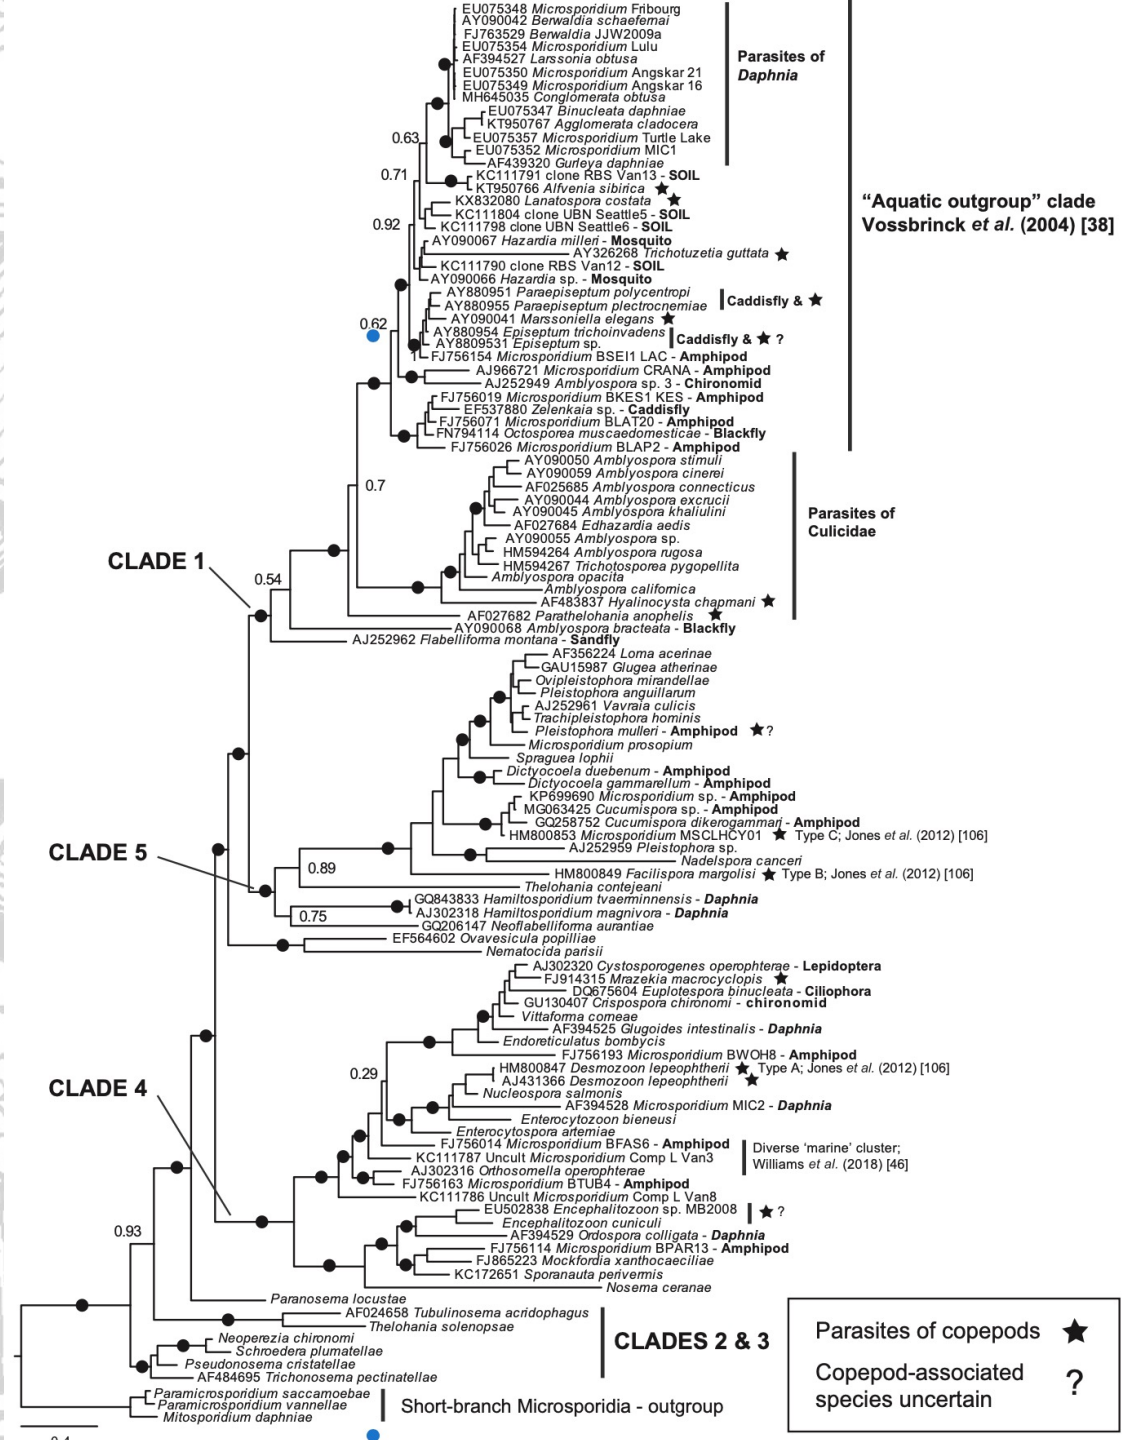 EU075348 Microsporidium Fribourg
AY090042 Berwaldia schaefernai
FJ763529 Berwaldia JJW2009a
EU075354 Microsporidium Lulu
AF394527 Larssonia obtusa
EU075350 Microsporidium Angskar 21
EU075349 Microsporidium Angskar 16
MH645035 Conglomerata obtusa
Parasites of
Daphnia
EU075347 Binucleata daphniae
KT950767 Agglomerata cladocera
EU075357 Microsporidium Turtle Lake
EU075352 Microsporidium MIC1
AF439320 Gurleya daphniae
0.63
KC111791 clone RBS Van13 - SOIL
0.71
KT950766 Alfvenia sibirica ★
KX832080 Lanatospora costata ★
KC111804 clone UBN Seattle5 - SOIL
0.92
KC111798 clone UBN Seattle6 - SOIL
"Aquatic outgroup" clade
Vossbrinck et al. (2004) [38]
AY090067 Hazardia milleri - Mosquito
AY326268 Trichotuzetia guttata ★
KC111790 clone RBS Van12 - SOIL
AY090066 Hazardia sp. - Mosquito
AY880951 Paraepiseptum polycentropi
AY880955 Paraepiseptum plectrocnemiae
Caddisfly & ★
AY090041 Marssoniella elegans ★
0.62
AY880954 Episeptum trichoinvadens
AY8809531 Episeptum sp.
Caddisfly & ★ ?
1
FJ756154 Microsporidium BSEI1 LAC - Amphipod
AJ966721 Microsporidium CRANA - Amphipod
AJ252949 Amblyospora sp. 3 - Chironomid
FJ756019 Microsporidium BKES1 KES - Amphipod
EF537880 Zelenkaia sp. - Caddisfly
FJ756071 Microsporidium BLAT20 - Amphipod
FN794114 Octosporea muscaedomesticae - Blackfly
FJ756026 Microsporidium BLAP2 - Amphipod
AY090050 Amblyospora stimuli
AY090059 Amblyospora cinerei
0.7
AF025685 Amblyospora connecticus
AY090044 Amblyospora excrucii
AY090045 Amblyospora khaliulini
AF027684 Edhazardia aedis
Parasites of
Culicidae
AY090055 Amblyospora sp.
HM594267 Amblyospora rugosa
HM594264 Trichotosporea pygopellita
CLADE 1
Amblyospora opacita
0.54
Amblyospora californica
AF483837 Hyalinocysta chapmani ★
AF027682 Parathelohania anophelis ★
AY090068 Amblyospora bracteata - Blackfly
AJ252962 Flabelliforma montana - Sandfly
AF356224 Loma acerinae
GAU15987 Glugea atherinae
Ovipleistophora mirandellae
Pleistophora anguillarum
AJ252961 Vavraia culicis
Trachipleistophora hominis
Pleistophora mulleri - Amphipod ★?
Microsporidium prosopium
Spraguea lophii
Dictyocoela duebenum - Amphipod
Dictyocoela gammarellum - Amphipod
KP699690 Microsporidium sp. - Amphipod
MG063425 Cucumispora sp. - Amphipod
GQ258752 Cucumispora dikerogammari - Amphipod
HM800853 Microsporidium MSCLHCY01 ★ Type C; Jones et al. (2012) [106]
AJ252959 Pleistophora sp.
CLADE 5
Nadelspora canceri
0.89
HM800849 Facilispora margolisi ★ Type B; Jones et al. (2012) [106]
Thelohania contejeani
GQ843833 Hamiltosporidium tvaerminnensis - Daphnia
AJ302318 Hamiltosporidium magnivora - Daphnia
0.75
GQ206147 Neoflabelliforma aurantiae
EF564602 Ovavesicula popilliae
Nematocida parisii
AJ302320 Cystosporogenes operophterae - Lepidoptera
FJ914315 Mrazekia macrocyclopis ★
DQ675604 Euplotespora binucleata - Ciliophora
GU130407 Crispospora chironomi - chironomid
Vittaforma corneae
AF394525 Glugoides intestinalis - Daphnia
Endoreticulatus bombycis
FJ756193 Microsporidium BWOH8 - Amphipod
0.29
HM800847 Desmozoon lepeophtherii ★ Type A; Jones et al. (2012) [106]
AJ431366 Desmozoon lepeophtherii ★
CLADE 4
Nucleospora salmonis
AF394528 Microsporidium MIC2 - Daphnia
Enterocytozoon bieneusi
Enterocytospora artemiae
FJ756014 Microsporidium BFAS6 - Amphipod
KC111787 Uncult Microsporidium Comp L Van3
Diverse 'marine' cluster;
Williams et al. (2018) [46]
AJ302316 Orthosomella operophterae
FJ756163 Microsporidium BTUB4 - Amphipod
KC111786 Uncult Microsporidium Comp L Van8
EU502838 Encephalitozoon sp. MB2008
★ ?
Encephalitozoon cuniculi
0.93
AF394529 Ordospora colligata - Daphnia
FJ756114 Microsporidium BPAR13 - Amphipod
FJ865223 Mockfordia xanthocaeciliae
KC172651 Sporanauta perivermis
Nosema ceranae
Paranosema locustae
AF024658 Tubulinosema acridophagus
Thelohania solenopsae
Neoperezia chironomi
Schroedera plumatellae
Pseudonosema cristatellae
AF484695 Trichonosema pectinatellae
CLADES 2 & 3
Paramicrosporidium saccamoebae
Paramicrosporidium vannellae
Mitosporidium daphniae
Short-branch Microsporidia - outgroup
Parasites of copepods ★
Copepod-associated
species uncertain ?